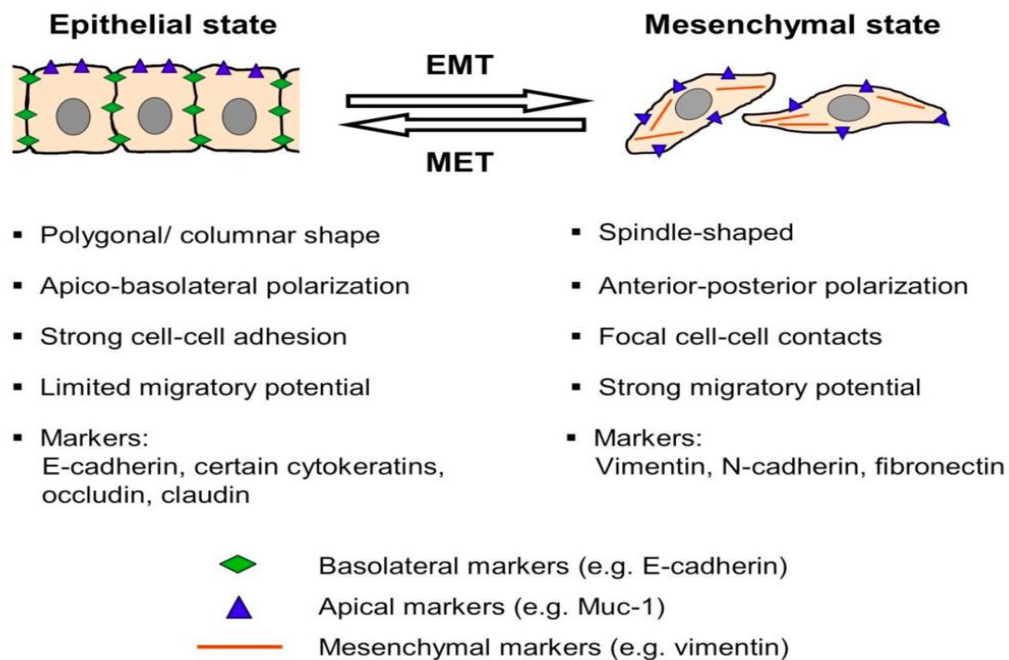 Epithelial state
Mesenchymal state
EMT
MET
▪ Polygonal/ columnar shape
▪ Apico-basolateral polarization
▪ Strong cell-cell adhesion
▪ Limited migratory potential
▪ Markers:
E-cadherin, certain cytokeratins,
occludin, claudin
▪ Spindle-shaped
▪ Anterior-posterior polarization
▪ Focal cell-cell contacts
▪ Strong migratory potential
▪ Markers:
Vimentin, N-cadherin, fibronectin
Basolateral markers (e.g. E-cadherin)
Apical markers (e.g. Muc-1)
Mesenchymal markers (e.g. vimentin)